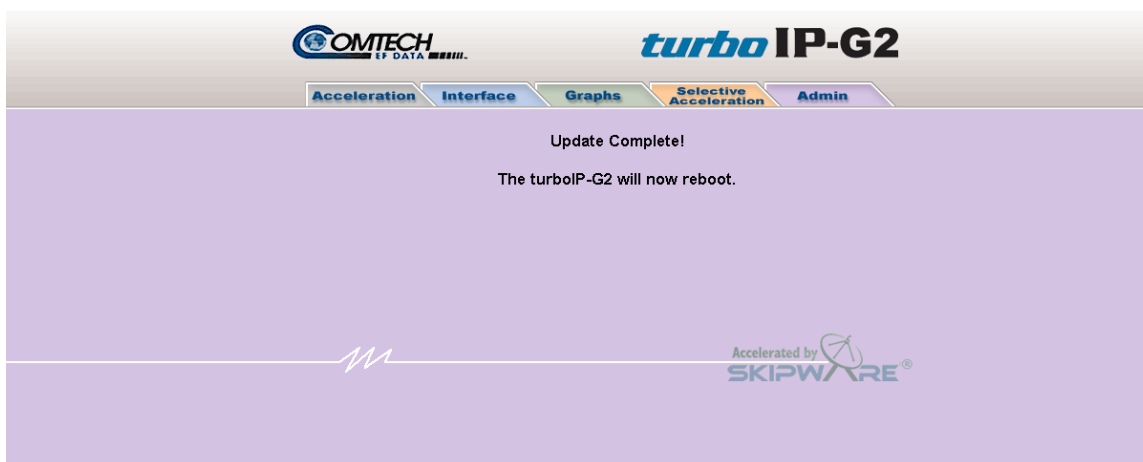 COMTECH
EF DATA
turbo IP-G2
Acceleration Interface Graphs Selective Acceleration Admin
Update Complete!
The turboIP-G2 will now reboot.
Accelerated by
SKIPWARE®